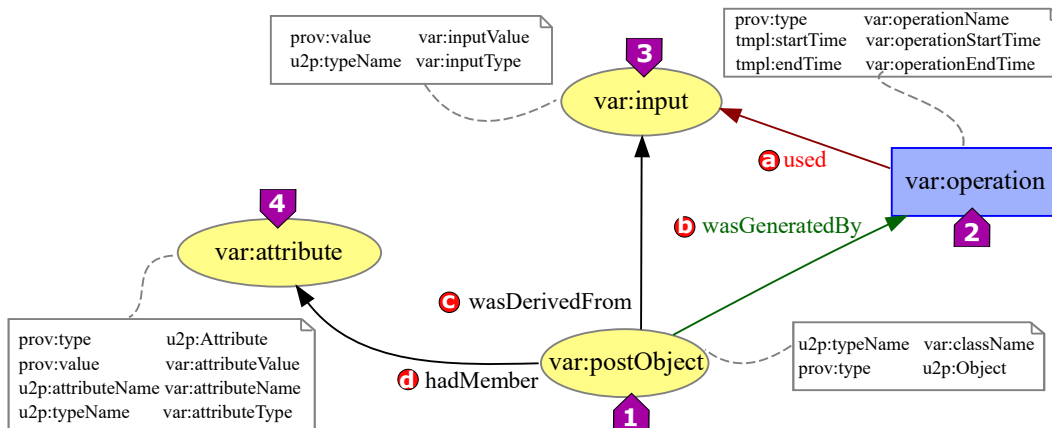 prov:value var:inputValue
u2p:typeName var:inputType
prov:type var:operationName
tmpl:startTime var:operationStartTime
tmpl:endTime var:operationEndTime
3
var:input
a used
var:operation
2
4
var:attribute
b wasGeneratedBy
c wasDerivedFrom
prov:type u2p:Attribute
prov:value var:attributeValue
u2p:attributeName var:attributeName
u2p:typeName var:attributeType
d hadMember
var:postObject
1
u2p:typeName var:className
prov:type u2p:Object